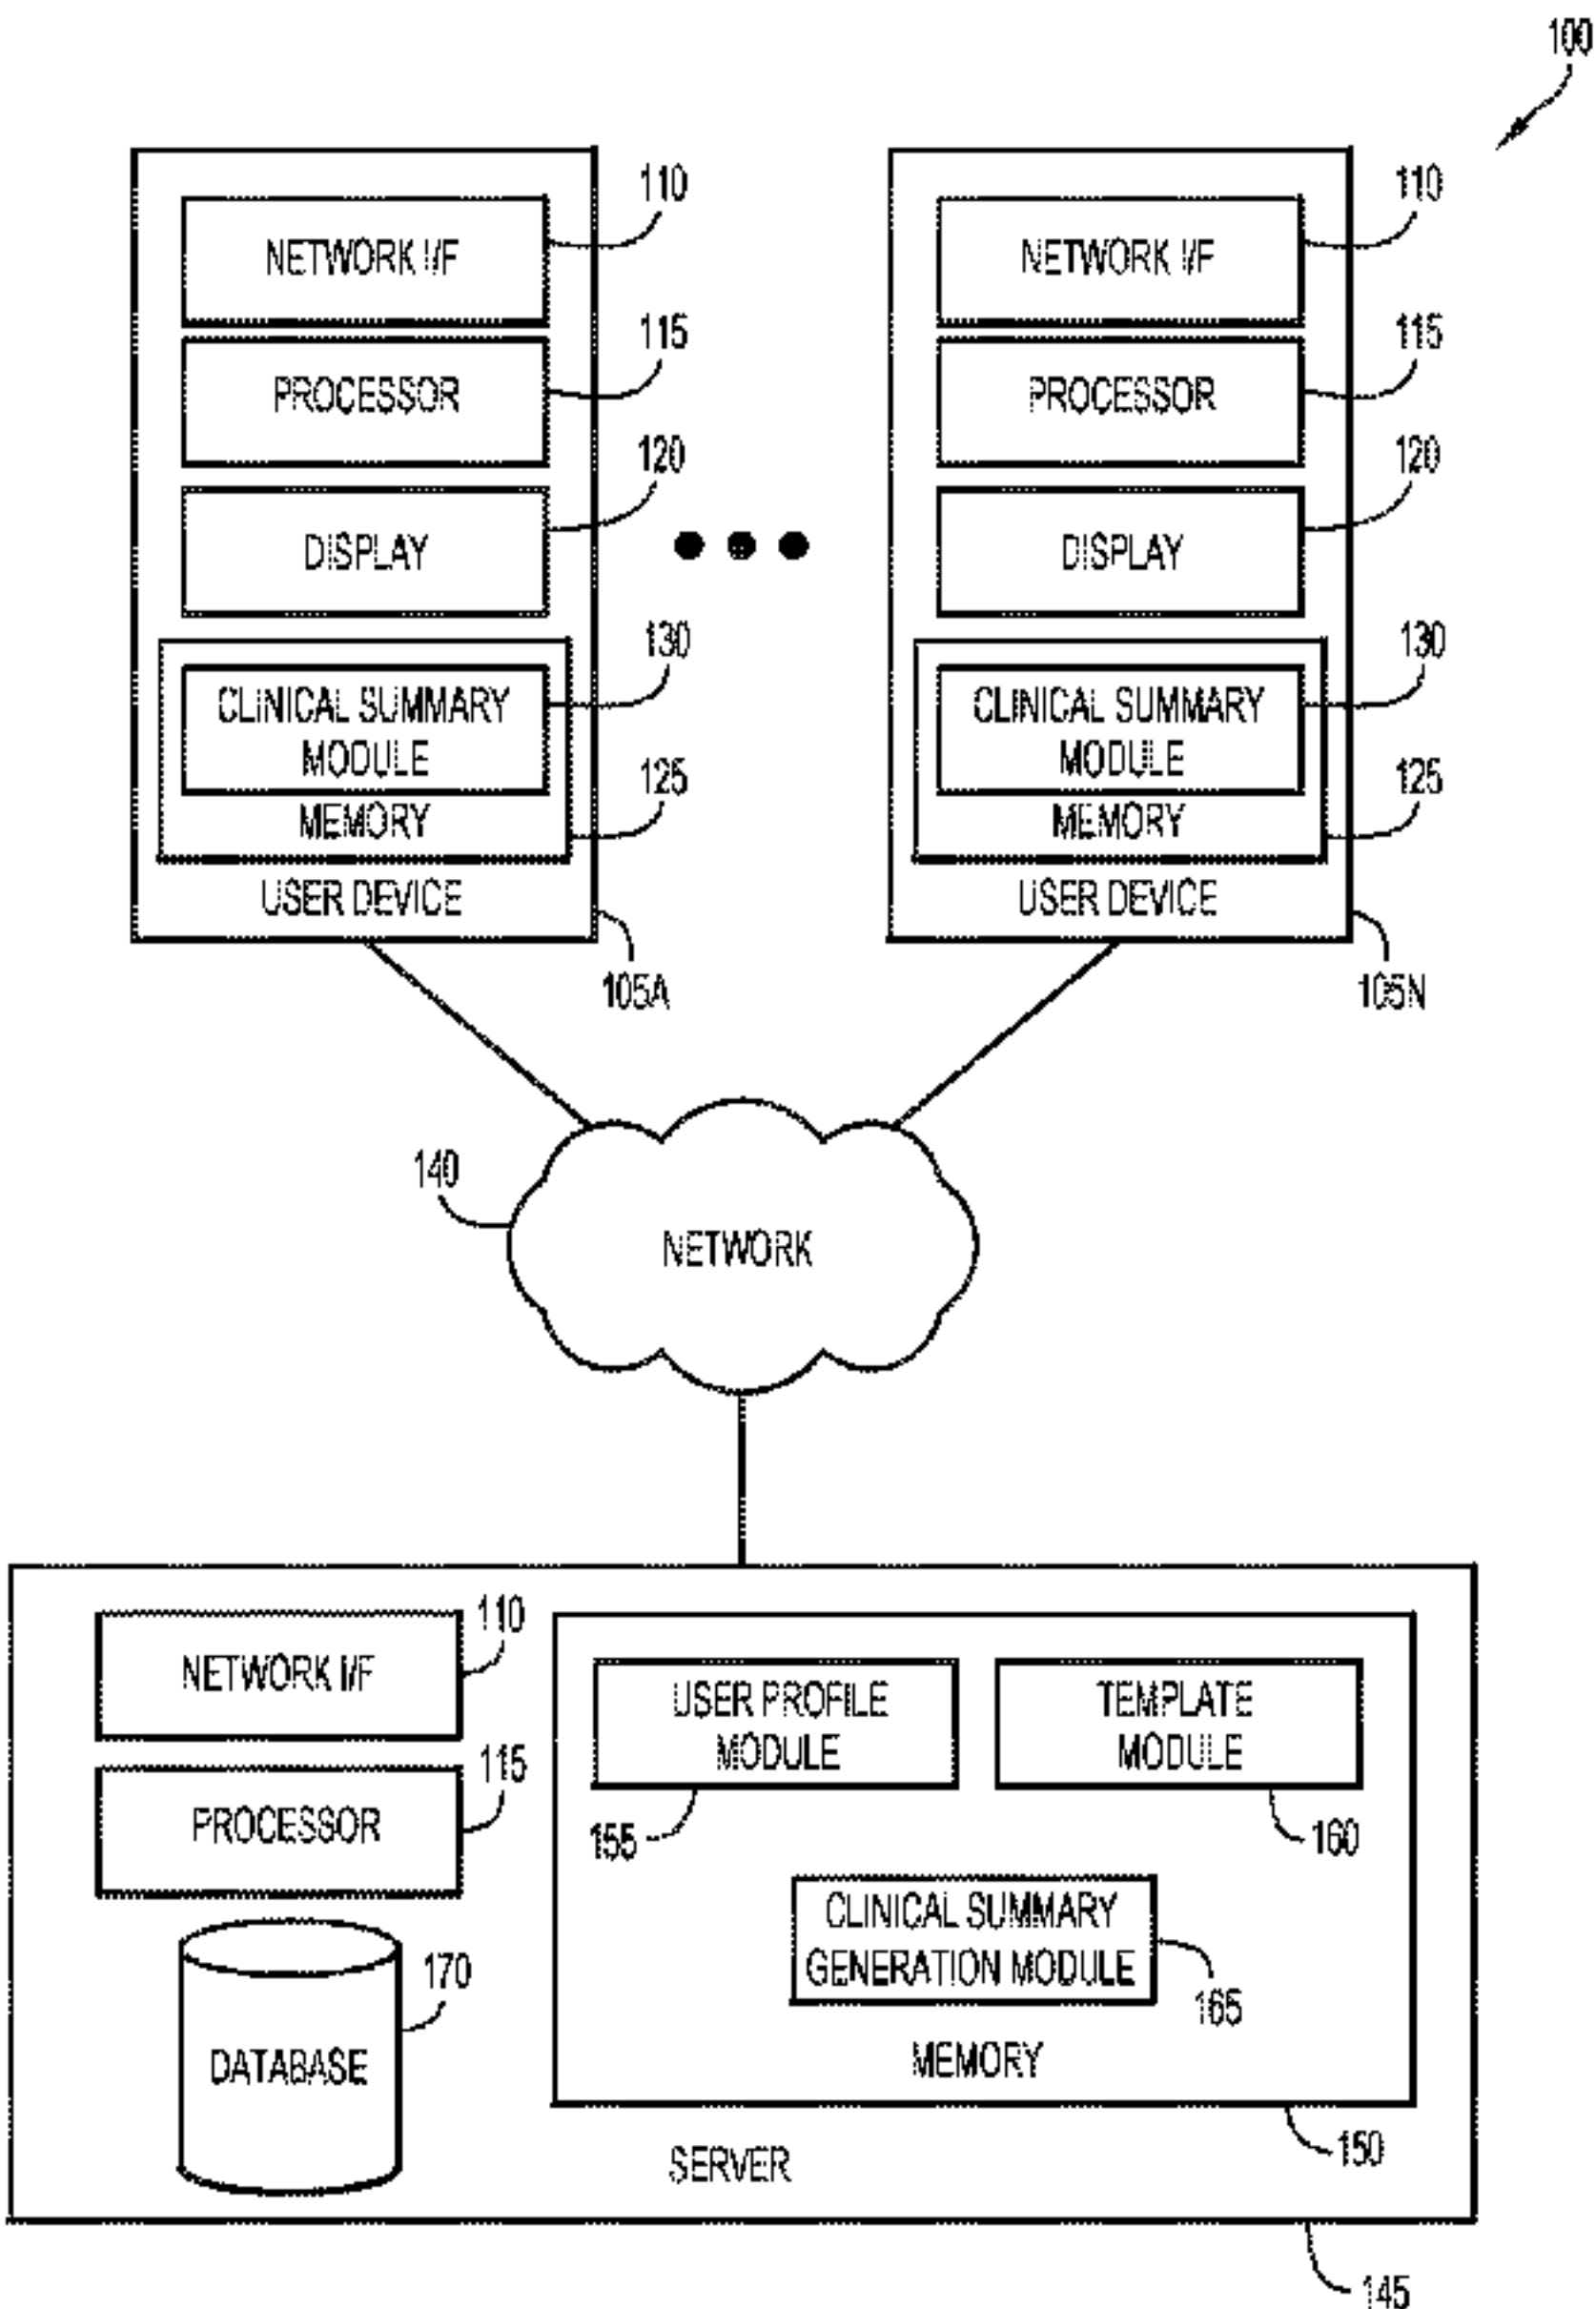 100
110
NETWORK I/F
115
PROCESSOR
120
DISPLAY
130
CLINICAL SUMMARY
MODULE
125
MEMORY
USER DEVICE
105A
110
NETWORK I/F
115
PROCESSOR
120
DISPLAY
130
CLINICAL SUMMARY
MODULE
125
MEMORY
USER DEVICE
105N
140
NETWORK
110
NETWORK I/F
115
PROCESSOR
170
DATABASE
USER PROFILE
MODULE
155
TEMPLATE
MODULE
160
CLINICAL SUMMARY
GENERATION MODULE
165
MEMORY
150
SERVER
145